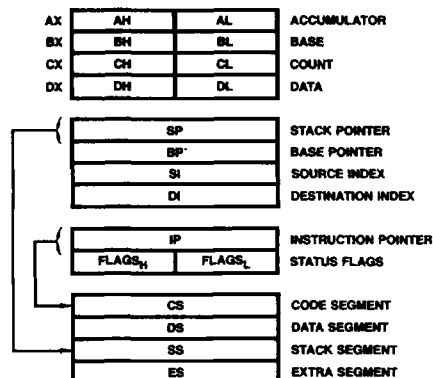 AX AH AL ACCUMULATOR
BX BH BL BASE
CX CH CL COUNT
DX DH DL DATA
SP STACK POINTER
BP BASE POINTER
SI SOURCE INDEX
DI DESTINATION INDEX
IP INSTRUCTION POINTER
FLAGSH FLAGSL STATUS FLAGS
CS CODE SEGMENT
DS DATA SEGMENT
SS STACK SEGMENT
ES EXTRA SEGMENT